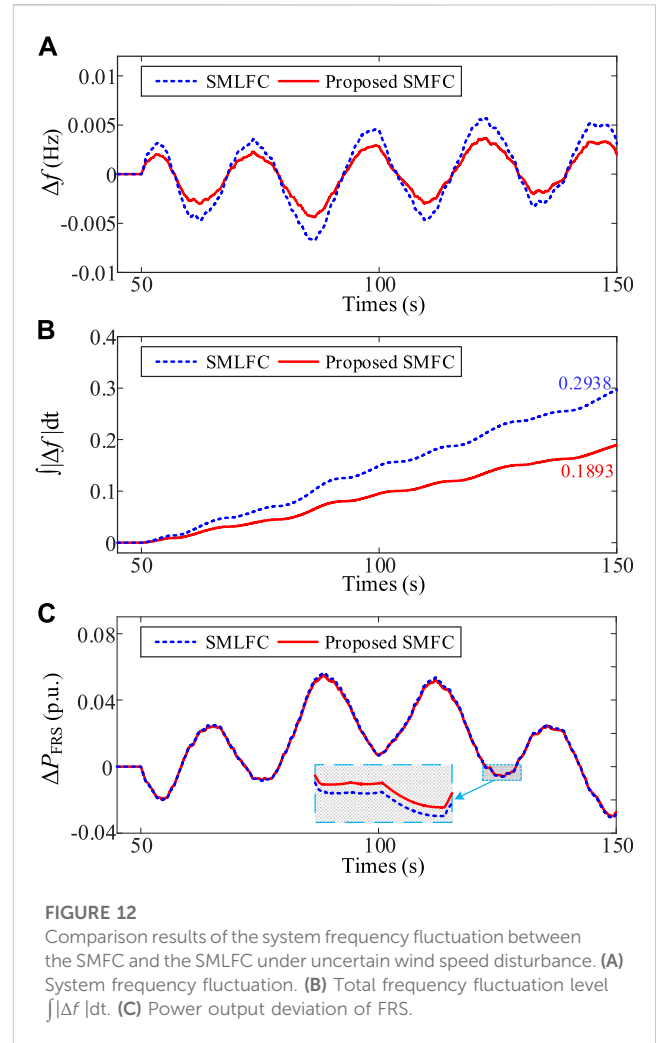 A
0.01
SMLFC Proposed SMFC
0.005
0
-0.005
-0.01
Δf (Hz)
50 100 150
Times (s)
B
0.4
SMLFC Proposed SMFC
0.3
0.2
0.1
0
∫|Δf|dt
0.2938
0.1893
50 100 150
Times (s)
C
0.08
SMLFC Proposed SMFC
0.04
0
-0.04
ΔP_FRS (p.u.)
50 100 150
Times (s)
FIGURE 12
Comparison results of the system frequency fluctuation between
the SMFC and the SMLFC under uncertain wind speed disturbance. (A)
System frequency fluctuation. (B) Total frequency fluctuation level
∫|Δf |dt. (C) Power output deviation of FRS.